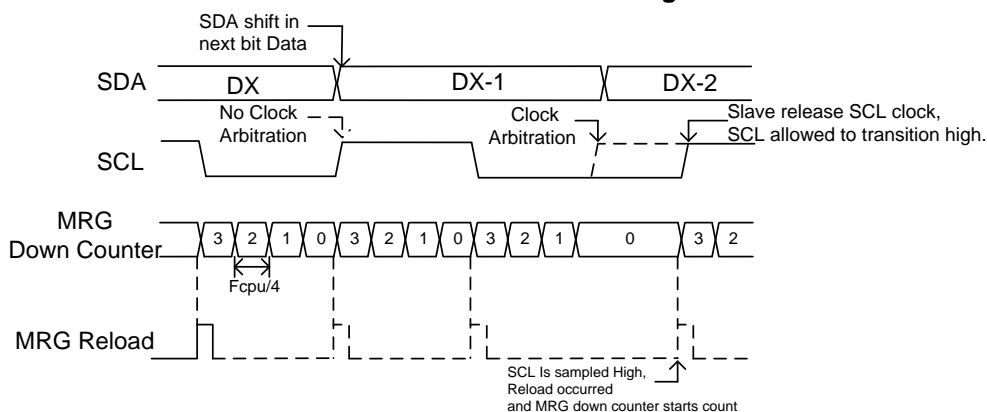 SDA shift in
next bit Data
SDA
DX
DX-1
DX-2
No Clock
Arbitration
Clock
Arbitration
Slave release SCL clock,
SCL allowed to transition high.
SCL
MRG
Down Counter
3 2 1 0 3 2 1 0 3 2 1 0 3 2
Fcpu/4
MRG Reload
SCL Is sampled High,
Reload occurred
and MRG down counter starts count